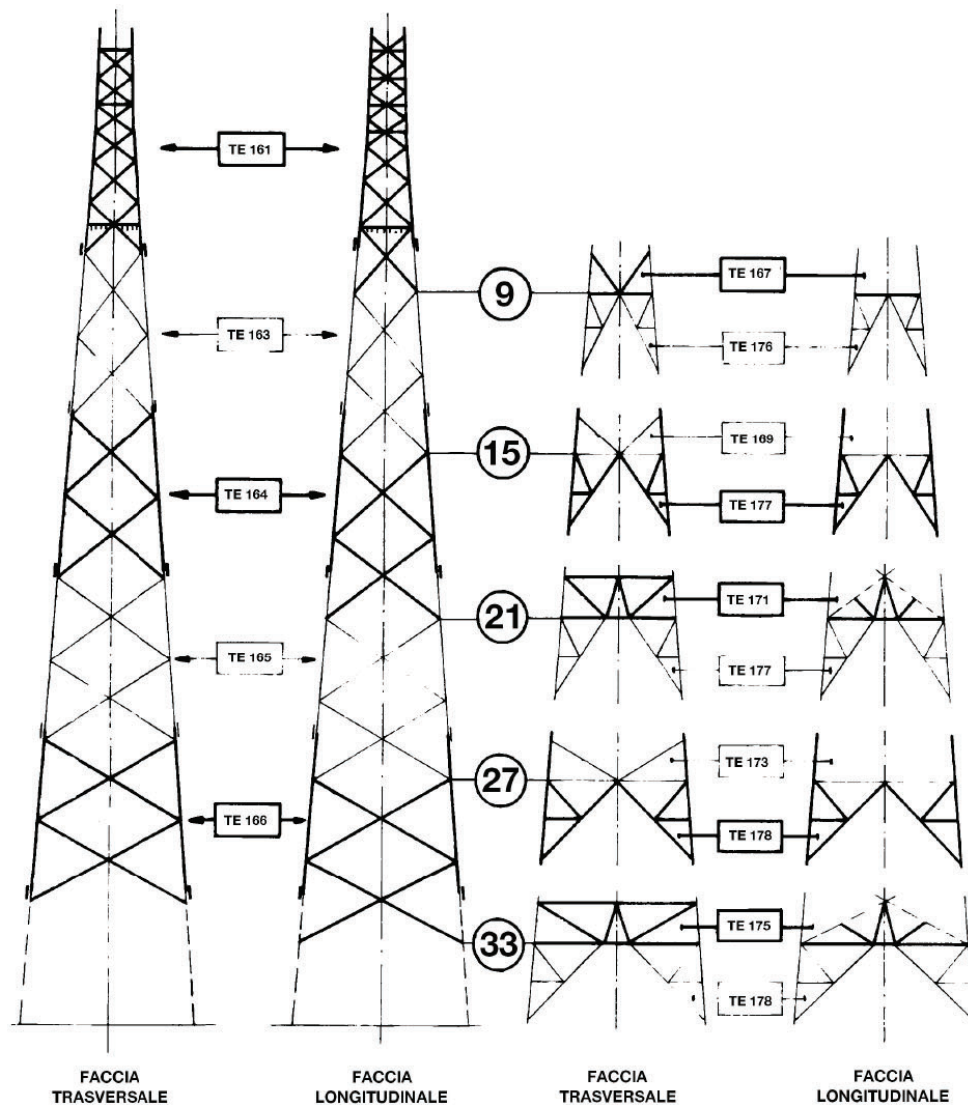 TE 161
9
TE 167
TE 163
TE 176
15
TE 169
TE 164
TE 177
21
TE 171
TE 165
TE 177
27
TE 173
TE 166
TE 178
33
TE 175
TE 178
FACCIA
TRASVERSALE
FACCIA
LONGITUDINALE
FACCIA
TRASVERSALE
FACCIA
LONGITUDINALE